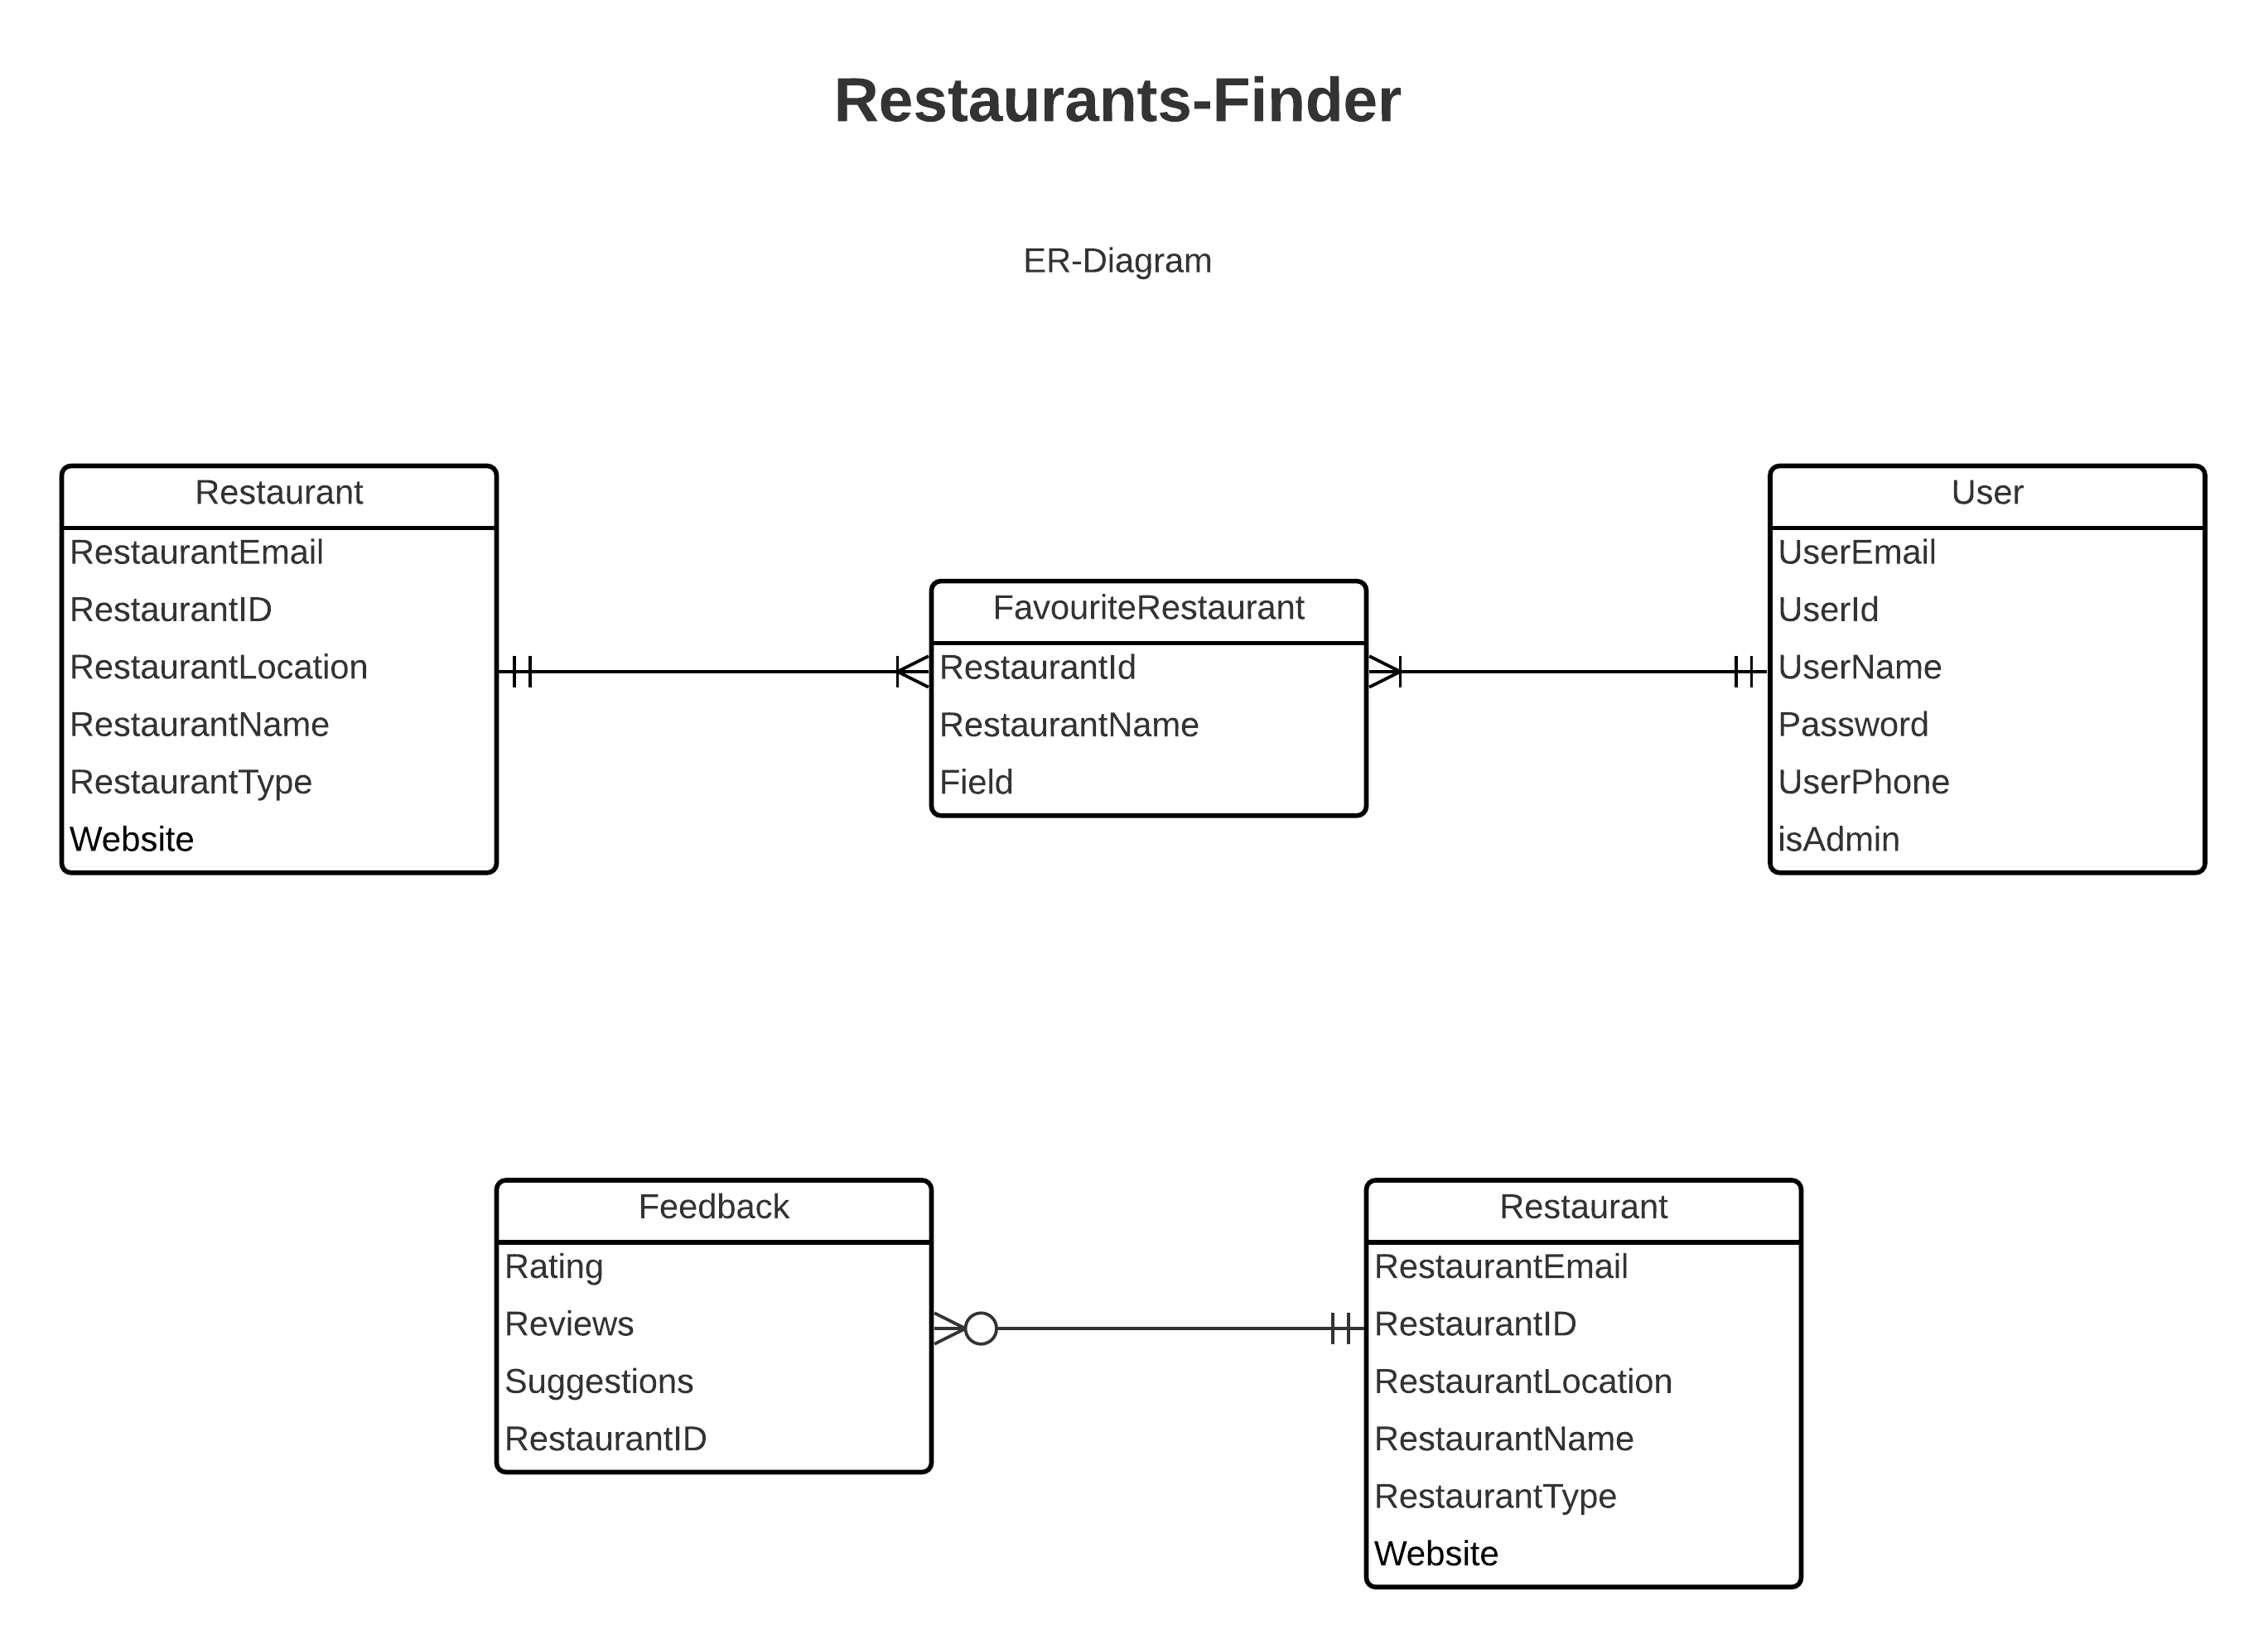 Restaurants-Finder
ER-Diagram
Restaurant
RestaurantEmail
RestaurantID
RestaurantLocation
RestaurantName
RestaurantType
Website
FavouriteRestaurant
RestaurantId
RestaurantName
Field
User
UserEmail
UserId
UserName
Password
UserPhone
isAdmin
Feedback
Rating
Reviews
Suggestions
RestaurantID
Restaurant
RestaurantEmail
RestaurantID
RestaurantLocation
RestaurantName
RestaurantType
Website